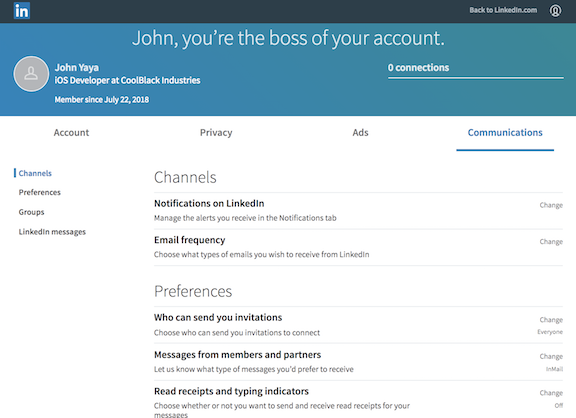 in
Back to LinkedIn.com
John, you're the boss of your account.
John Yaya
iOS Developer at CoolBlack Industries
Member since July 22, 2018
0 connections
Account
Privacy
Ads
Communications
Channels
Preferences
Groups
LinkedIn messages
Channels
Notifications on LinkedIn
Change
Manage the alerts you receive in the Notifications tab
Email frequency
Change
Choose what types of emails you wish to receive from LinkedIn
Preferences
Who can send you invitations
Change
Choose who can send you invitations to connect
Everyone
Messages from members and partners
Change
Let us know what type of messages you'd prefer to receive
InMail
Read receipts and typing indicators
Change
Choose whether or not you want to send and receive read receipts for your
Off
messages